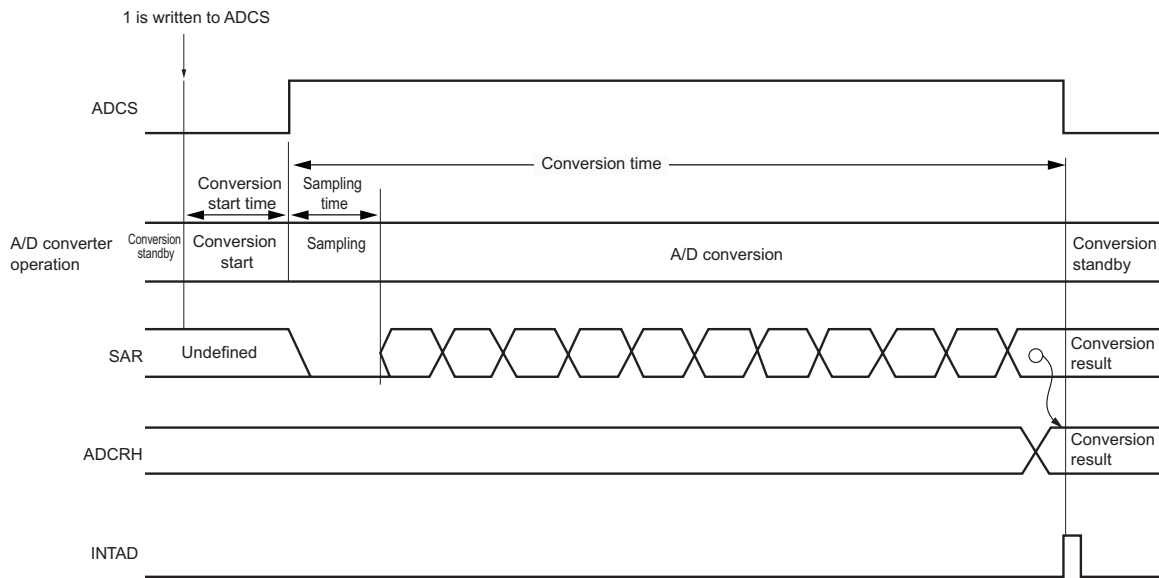 1 is written to ADCS
ADCS
Conversion time
Conversion
start time
Sampling
time
A/D converter
operation
Conversion
standby
Conversion
start
Sampling
A/D conversion
Conversion
standby
SAR
Undefined
Conversion
result
ADCRH
Conversion
result
INTAD